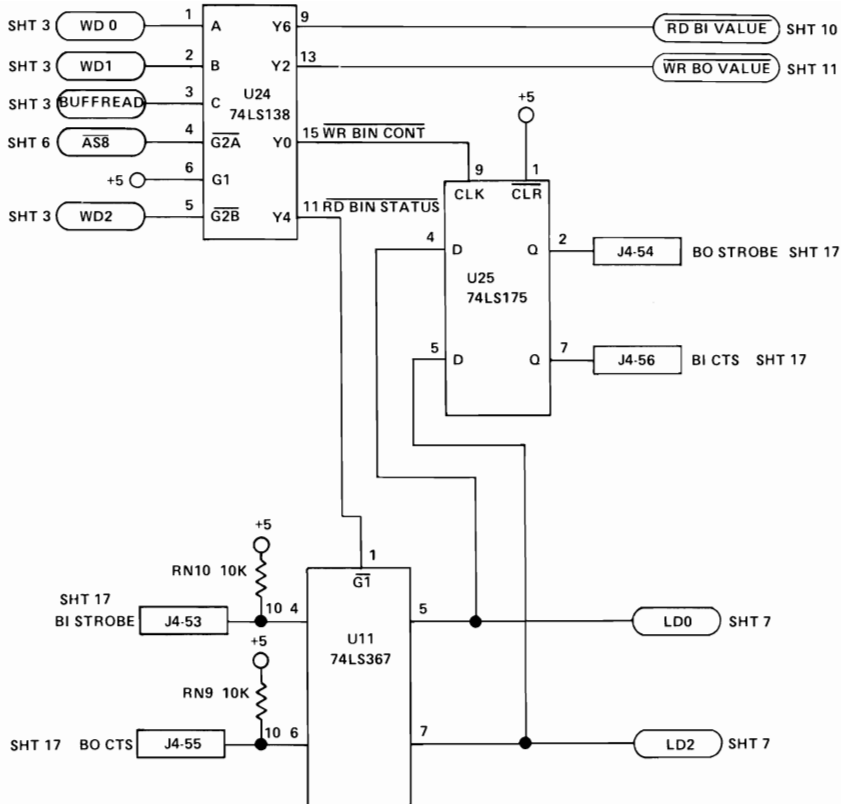 1 9
SHT 3 WD 0 A Y6 RD BI VALUE SHT 10
2 13
SHT 3 WD1 B Y2 WR BO VALUE SHT 11
U24
3 +5
SHT 3 BUFFREAD C 74LS138
4 15 WR BIN CONT
SHT 6 AS8 G2A Y0
6 9 1
+5 G1 CLK CLR
5 11 RD BIN STATUS
SHT 3 WD2 G2B Y4
4 D Q 2 J4-54 BO STROBE SHT 17
U25
74LS175
5 D Q 7 J4-56 BI CTS SHT 17
+5
1
RN10 10K G1
SHT 17
BI STROBE J4-53 10 4 5 LD0 SHT 7
U11
+5 74LS367
RN9 10K
SHT 17 BO CTS J4-55 10 6 7 LD2 SHT 7